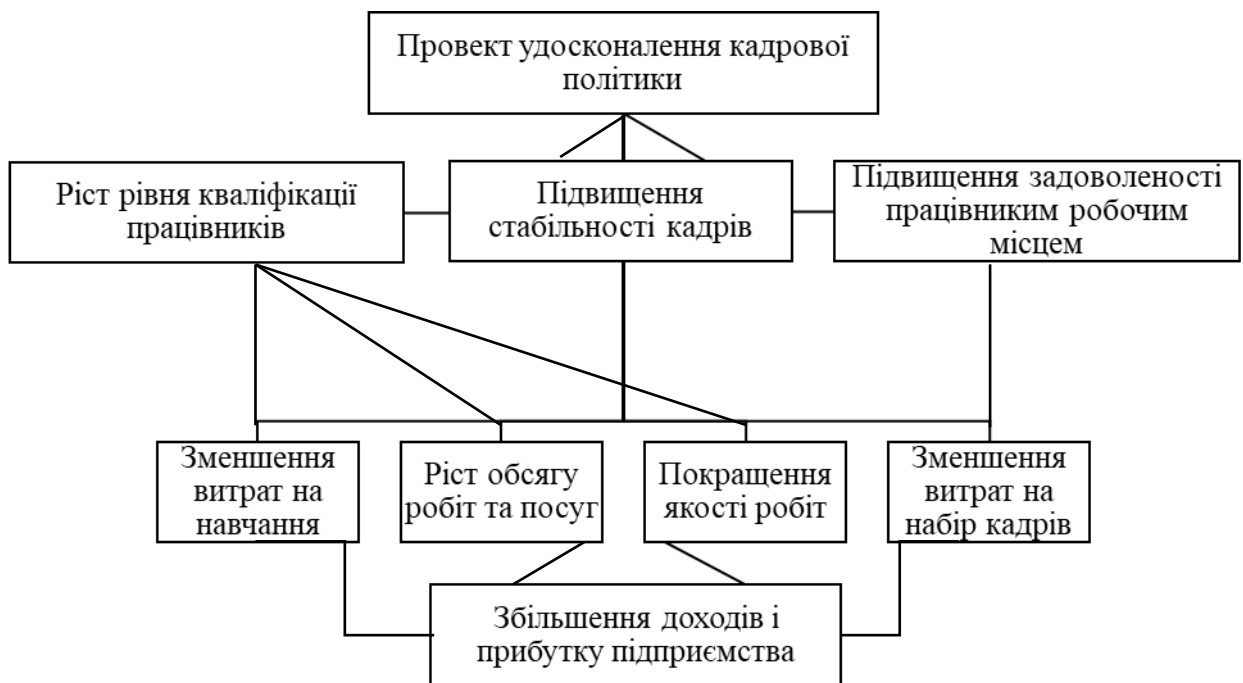 Провект удосконалення кадрової
політики
Ріст рівня кваліфікації
працівників
Підвищення
стабільності кадрів
Підвищення задоволеності
працівниким робочим
місцем
Зменшення
витрат на
навчання
Ріст обсягу
робіт та посуг
Покращення
якості робіт
Зменшення
витрат на
набір кадрів
Збільшення доходів і
прибутку підприємства